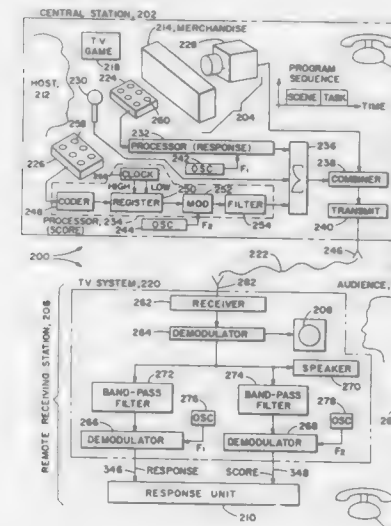 CENTRAL STATION, 202
TV
GAME
218
214, MERCHANDISE
228
HOST,
212
230
224
260
204
PROGRAM
SEQUENCE
SCENE TASK
TIME
258
226
232
PROCESSOR (RESPONSE)
236
242
OSC
F1
238
COMBINER
CLOCK
HIGH LOW
250
252
248
CODER
REGISTER
MOD
FILTER
240
TRANSMIT
PROCESSOR, 234
(SCORE)
244
OSC
F2
254
246
200
222
REMOTE RECEIVING STATION, 206
TV SYSTEM, 220
282
AUDIENCE,
262
RECEIVER
264
DEMODULATOR
208
272
274
SPEAKER
270
BAND-PASS
FILTER
276
OSC
BAND-PASS
FILTER
278
OSC
266
DEMODULATOR
F1
268
DEMODULATOR
F2
346
RESPONSE
SCORE
348
RESPONSE UNIT
210